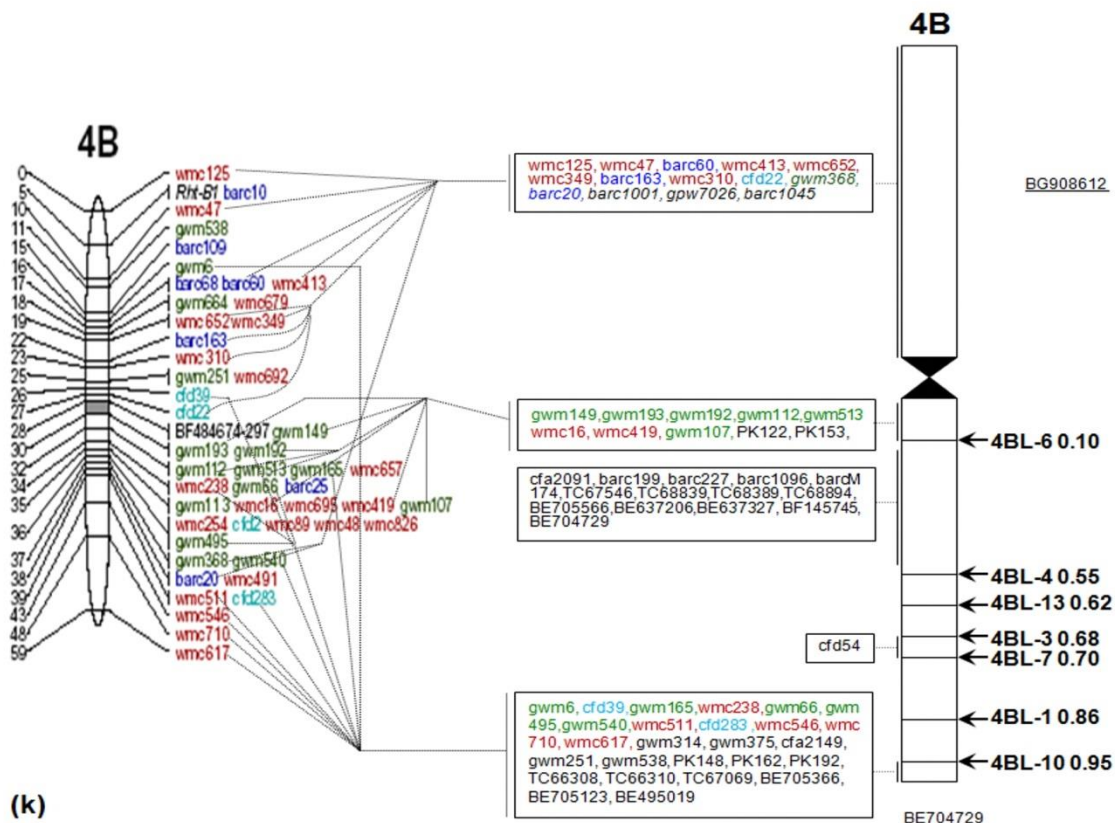 4B
4B
0
5
10
11
15
16
17
18
19
22
23
25
26
27
28
30
32
34
35
36
37
38
39
43
48
59
wmc125
Rht-B1 barc10
wmc47
gwm538
barc109
gwm6
barc68 barc60 wmc413
gwm664 wmc679
wmc652 wmc349
barc163
wmc310
gwm251 wmc692
cfd39
cfd22
BF484674-297 gwm149
gwm193 gwm192
gwm112 gwm513 gwm165 wmc657
wmc238 gwm66 barc25
gwm113 wmc16 wmc695 wmc419 gwm107
wmc254 cfd2 wmc89 wmc48 wmc826
gwm495
gwm368 gwm540
barc20 wmc491
wmc511 cfd283
wmc546
wmc710
wmc617
wmc125, wmc47, barc60, wmc413, wmc652,
wmc349, barc163, wmc310, cfd22, gwm368,
barc20, barc1001, gpw7026, barc1045
BG908612
gwm149, gwm193, gwm192, gwm112, gwm513
wmc16, wmc419, gwm107, PK122, PK153,
cfa2091, barc199, barc227, barc1096, barcM
174,TC67546, TC68839, TC68389, TC68894,
BE705566, BE637206, BE637327, BF145745,
BE704729
cfd54
gwm6, cfd39, gwm165, wmc238, gwm66, gwm
495, gwm540, wmc511, cfd283, wmc546, wmc
710, wmc617, gwm314, gwm375, cfa2149,
gwm251, gwm538, PK148, PK162, PK192,
TC66308, TC66310, TC67069, BE705366,
BE705123, BE495019
4BL-6 0.10
4BL-4 0.55
4BL-13 0.62
4BL-3 0.68
4BL-7 0.70
4BL-1 0.86
4BL-10 0.95
BE704729
(k)